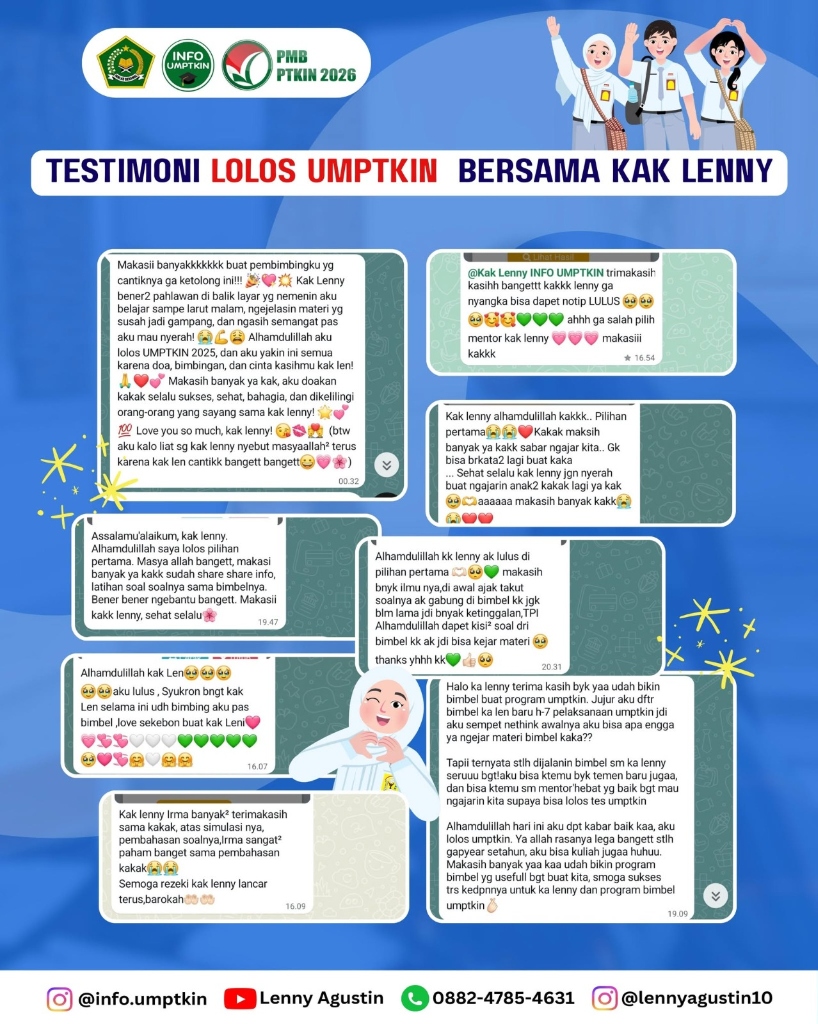 INFO
UMPTKIN
PMB
PTKIN 2026
TESTIMONI LOLOS UMPTKIN BERSAMA KAK LENNY
Makasii banyakkkkkkk buat pembimbingku yg
cantiknya ga ketolong ini!!! 🎉💖💥 Kak Lenny
bener2 pahlawan di balik layar yg nemenin aku
belajar sampe larut malam, ngejelasin materi yg
susah jadi gampang, dan ngasih semangat pas
aku mau nyerah! 😭💪😫 Alhamdulillah aku
lolos UMPTKIN 2025, dan aku yakin ini semua
karena doa, bimbingan, dan cinta kasihmu kak len!
🙏❤️💕 Makasih banyak ya kak, aku doakan
kakak selalu sukses, sehat, bahagia, dan dikelilingi
orang-orang yang sayang sama kak lenny! 🌟💕
💯 Love you so much, kak lenny! 😘💋💏 (btw
aku kalo liat sg kak lenny nyebut masyaallah² terus
karena kak len cantikk bangett bangett😀💗🌸)
00.32
Lihat Hasil
@Kak Lenny INFO UMPTKIN trimakasih
kasihh bangettt kakkk lenny ga
nyangka bisa dapet notip LULUS 🥹🥹
🥹🥰🥰💚💚💚 ahhh ga salah pilih
mentor kak lenny 💗💗💗 makasiii
kakkk
★ 16.54
Kak lenny alhamdulillah kakkk.. Pilihan
pertama😭😭❤️Kakak maksih
banyak ya kakk sabar ngajar kita.. Gk
bisa brkata2 lagi buat kaka
... Sehat selalu kak lenny jgn nyerah
buat ngajarin anak2 kakak lagi ya kak
🥹🫶aaaaaa makasih banyak kakk😭
😭❤️❤️
Assalamu'alaikum, kak lenny.
Alhamdulillah saya lolos pilihan
pertama. Masya allah bangett, makasi
banyak ya kakk sudah share share info,
latihan soal soalnya sama bimbelnya.
Bener bener ngebantu bangett. Makasii
kakk lenny, sehat selalu🌸
19.47
Alhamdulillah kk lenny ak lulus di
pilihan pertama 🫶🏻🥹💚 makasih
bnyk ilmu nya,di awal ajak takut
soalnya ak gabung di bimbel kk jgk
blm lama jdi bnyak ketinggalan,TPI
Alhamdulillah dapet kisi² soal dri
bimbel kk ak jdi bisa kejar materi 🥹
thanks yhhh kk💚👍🏻🥹
20.31
Alhamdulillah kak Len🥹🥹🥹
🥹🥹aku lulus , Syukron bngt kak
Len selama ini udh bimbing aku pas
bimbel ,love sekebon buat kak Leni💗
💗💞💞🤍🤍🤍💚💚💚💚💚
🥹💗💞🤗🤍🤗🤗
16.07
Kak lenny Irma banyak² terimakasih
sama kakak, atas simulasi nya,
pembahasan soalnya,Irma sangat²
paham banget sama pembahasan
kakak😭😭
Semoga rezeki kak lenny lancar
terus,barokah🤲🏻🤲🏻
16.09
Halo ka lenny terima kasih byk yaa udah bikin
bimbel buat program umptkin. Jujur aku dftr
bimbel ka len baru h-7 pelaksanaan umptkin jdi
aku sempet nethink awalnya aku bisa apa engga
ya ngejar materi bimbel kaka??
Tapii ternyata stlh dijalanin bimbel sm ka lenny
seruuu bgt!aku bisa ktemu byk temen baru jugaa,
dan bisa ktemu sm mentor'hebat yg baik bgt mau
ngajarin kita supaya bisa lolos tes umptkin
Alhamdulillah hari ini aku dpt kabar baik kaa, aku
lolos umptkin. Ya allah rasanya lega bangett stlh
gapyear setahun, aku bisa kuliah jugaa huhuu.
Makasih banyak yaa kaa udah bikin program
bimbel yg usefull bgt buat kita, smoga sukses
trs kedpnnya untuk ka lenny dan program bimbel
umptkin🫰🏻
19.09
@info.umptkin Lenny Agustin 0882-4785-4631 @lennyagustin10